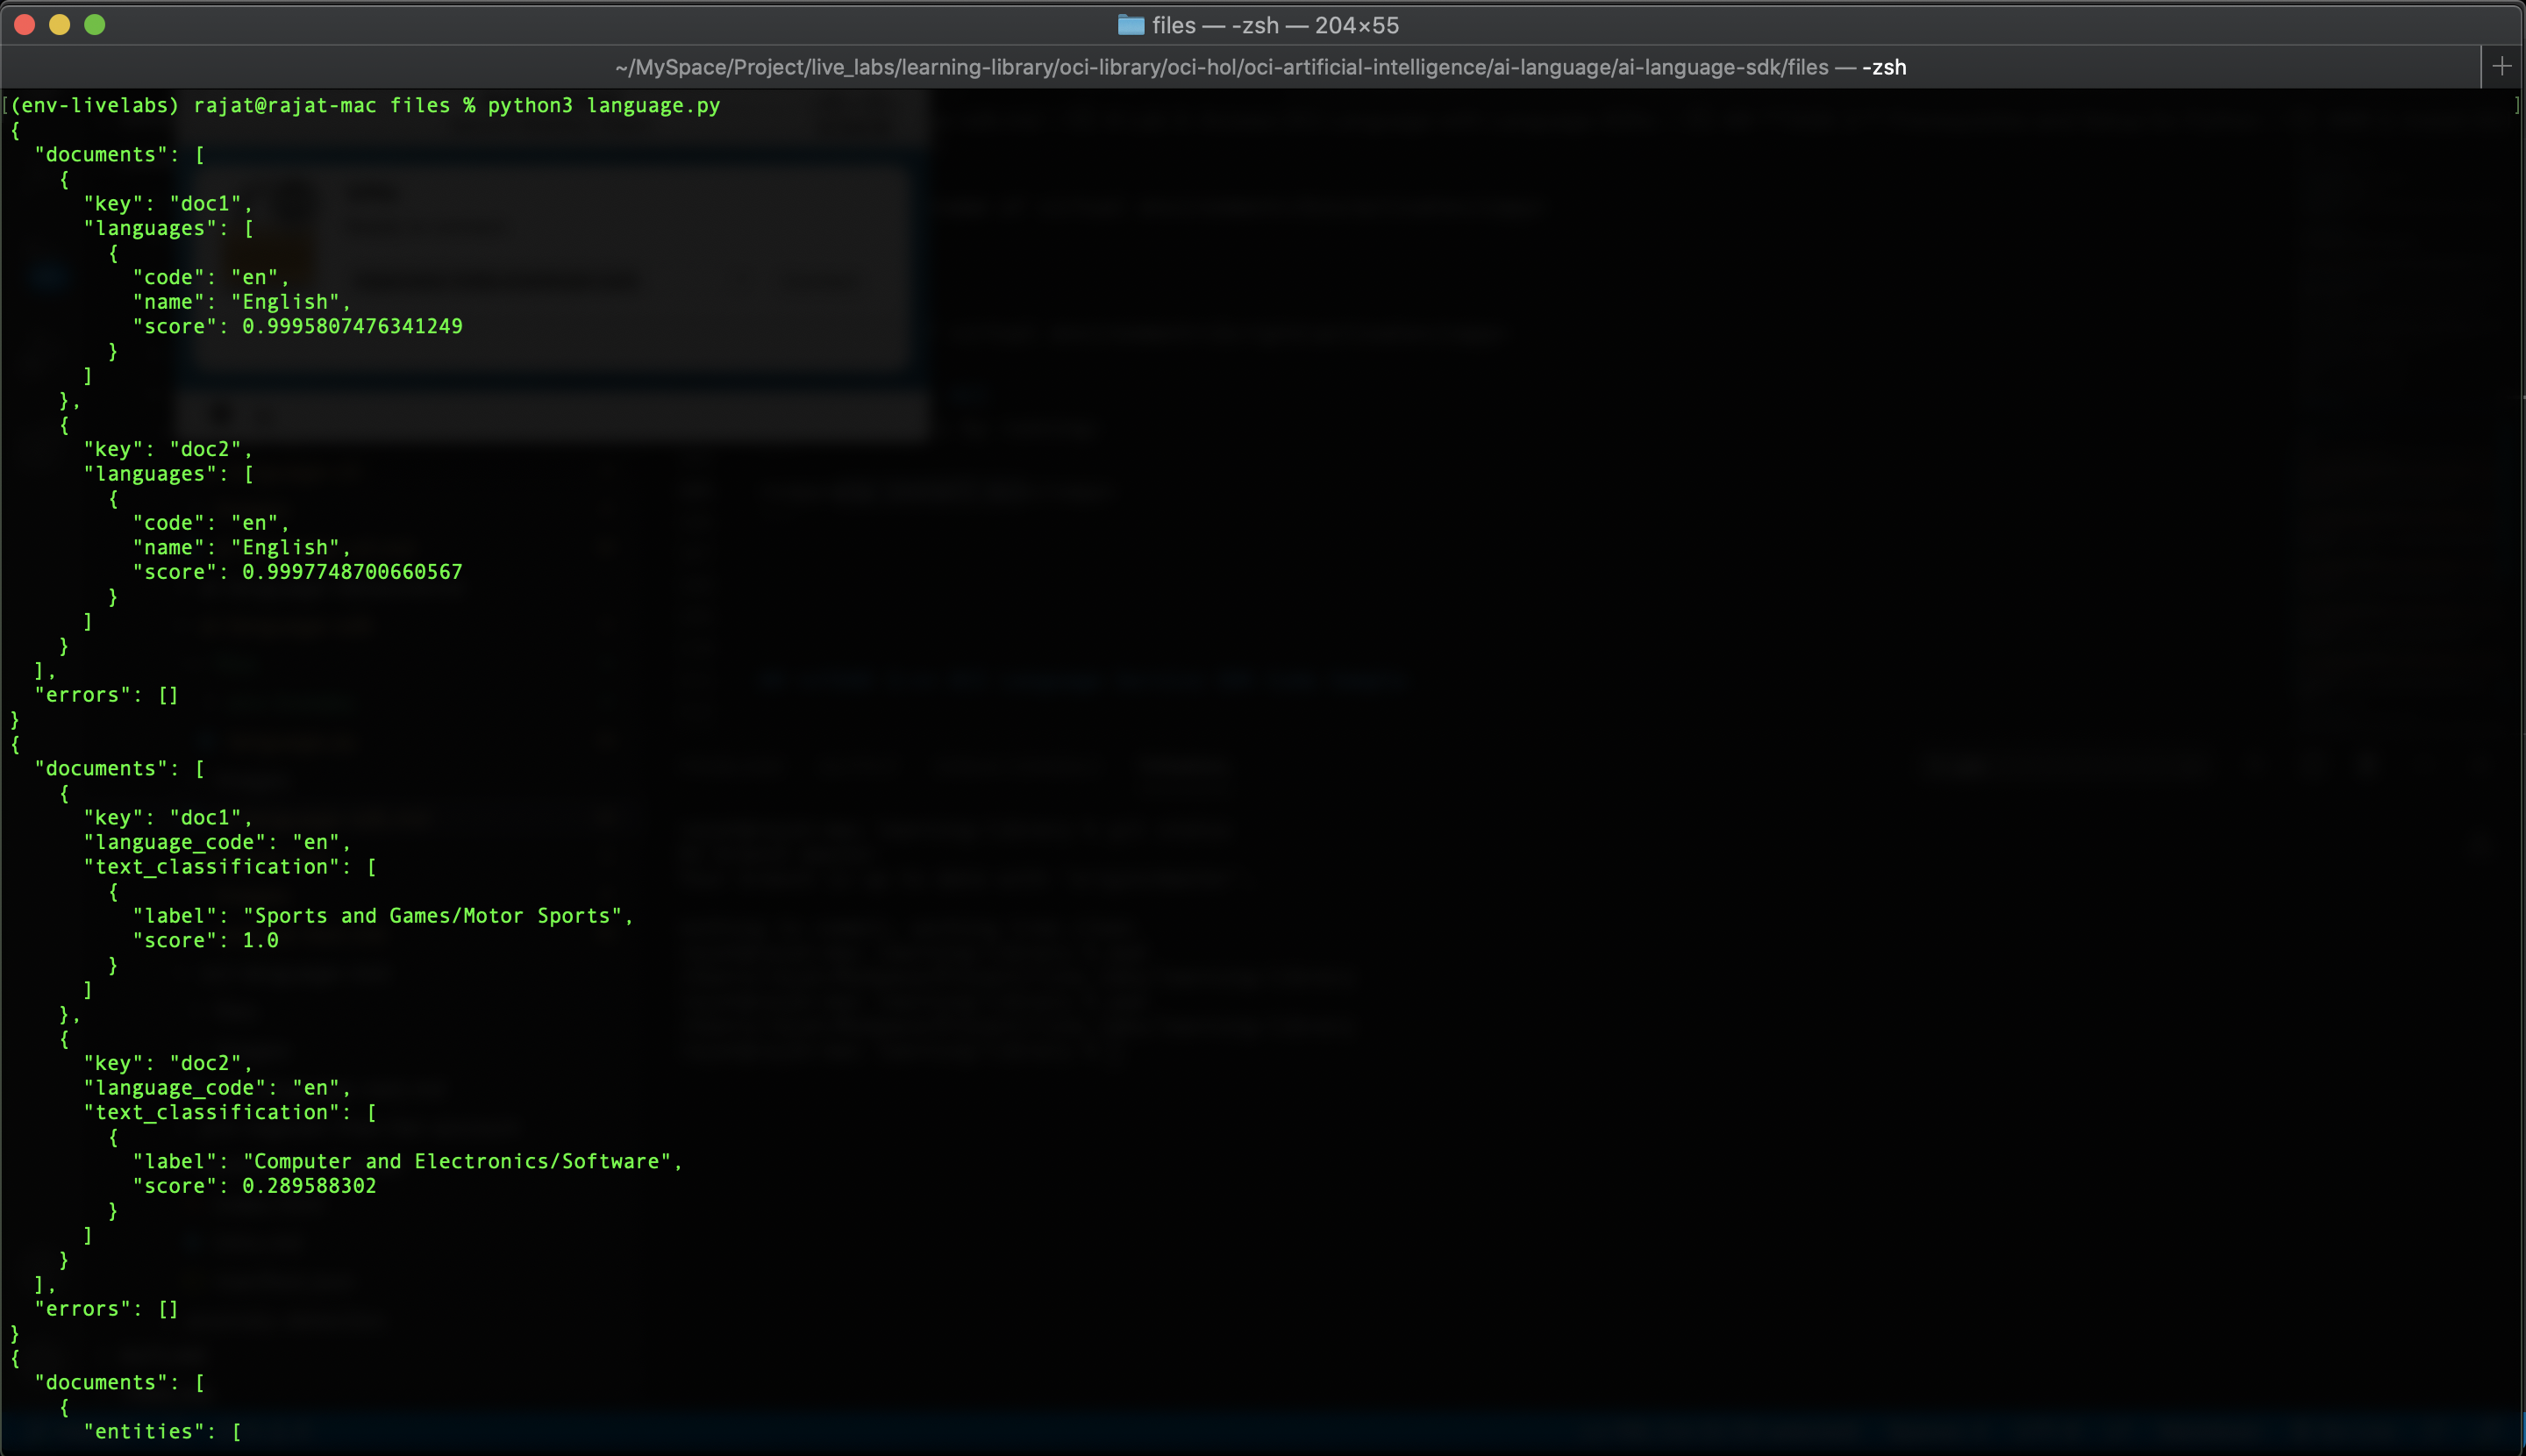 files — -zsh — 204×55
~/MySpace/Project/live_labs/learning-library/oci-library/oci-hol/oci-artificial-intelligence/ai-language/ai-language-sdk/files — -zsh
[(env-livelabs) rajat@rajat-mac files % python3 language.py ]
{
  "documents": [
    {
      "key": "doc1",
      "languages": [
        {
          "code": "en",
          "name": "English",
          "score": 0.9995807476341249
        }
      ]
    },
    {
      "key": "doc2",
      "languages": [
        {
          "code": "en",
          "name": "English",
          "score": 0.9997748700660567
        }
      ]
    }
  ],
  "errors": []
}
{
  "documents": [
    {
      "key": "doc1",
      "language_code": "en",
      "text_classification": [
        {
          "label": "Sports and Games/Motor Sports",
          "score": 1.0
        }
      ]
    },
    {
      "key": "doc2",
      "language_code": "en",
      "text_classification": [
        {
          "label": "Computer and Electronics/Software",
          "score": 0.289588302
        }
      ]
    }
  ],
  "errors": []
}
{
  "documents": [
    {
      "entities": [